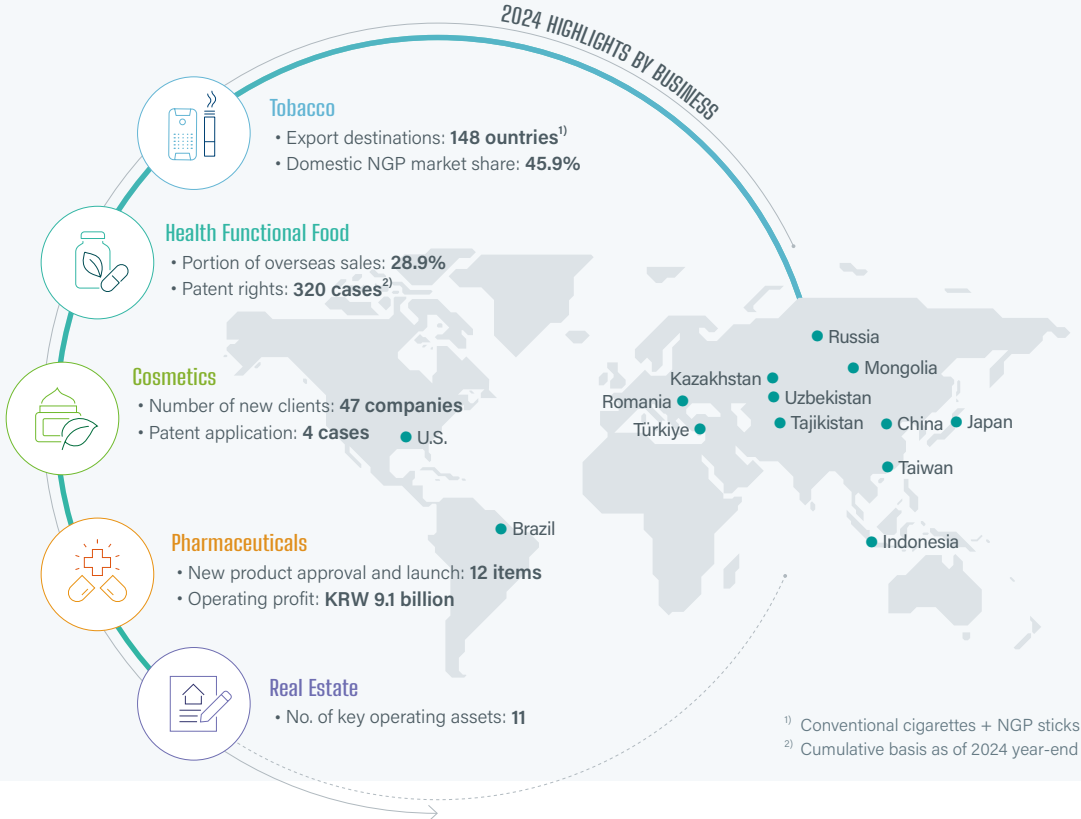 2024 HIGHLIGHTS BY BUSINESS
Tobacco
• Export destinations: 148 ountries1)
• Domestic NGP market share: 45.9%
Health Functional Food
• Portion of overseas sales: 28.9%
• Patent rights: 320 cases2)
Cosmetics
• Number of new clients: 47 companies
• Patent application: 4 cases
Pharmaceuticals
• New product approval and launch: 12 items
• Operating profit: KRW 9.1 billion
Real Estate
• No. of key operating assets: 11
Russia
Mongolia
Kazakhstan
Uzbekistan
Romania
Türkiye
Tajikistan
China
Japan
U.S.
Taiwan
Brazil
Indonesia
1) Conventional cigarettes + NGP sticks
2) Cumulative basis as of 2024 year-end